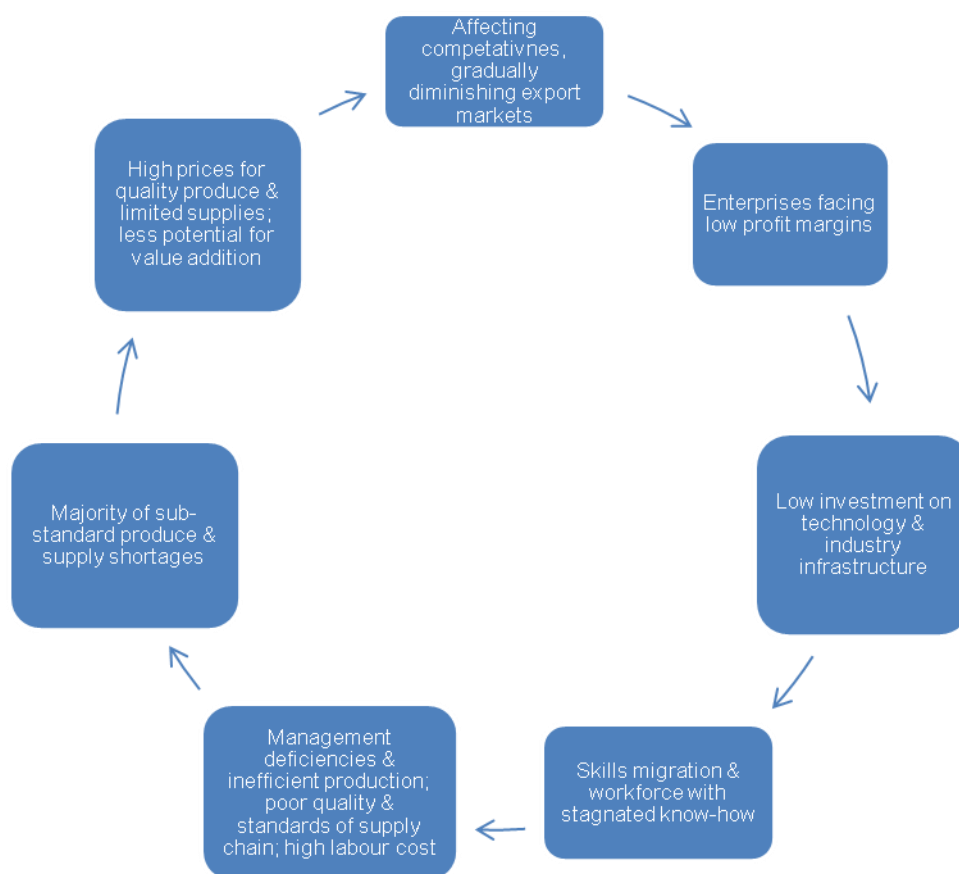 Affecting
competativnes,
gradually
diminishing export
markets
Enterprises facing
low profit margins
Low investment on
technology &
industry
infrastructure
Skills migration &
workforce with
stagnated know-how
Management
deficiencies &
inefficient production;
poor quality &
standards of supply
chain; high labour cost
Majority of sub-
standard produce &
supply shortages
High prices for
quality produce &
limited supplies;
less potential for
value addition